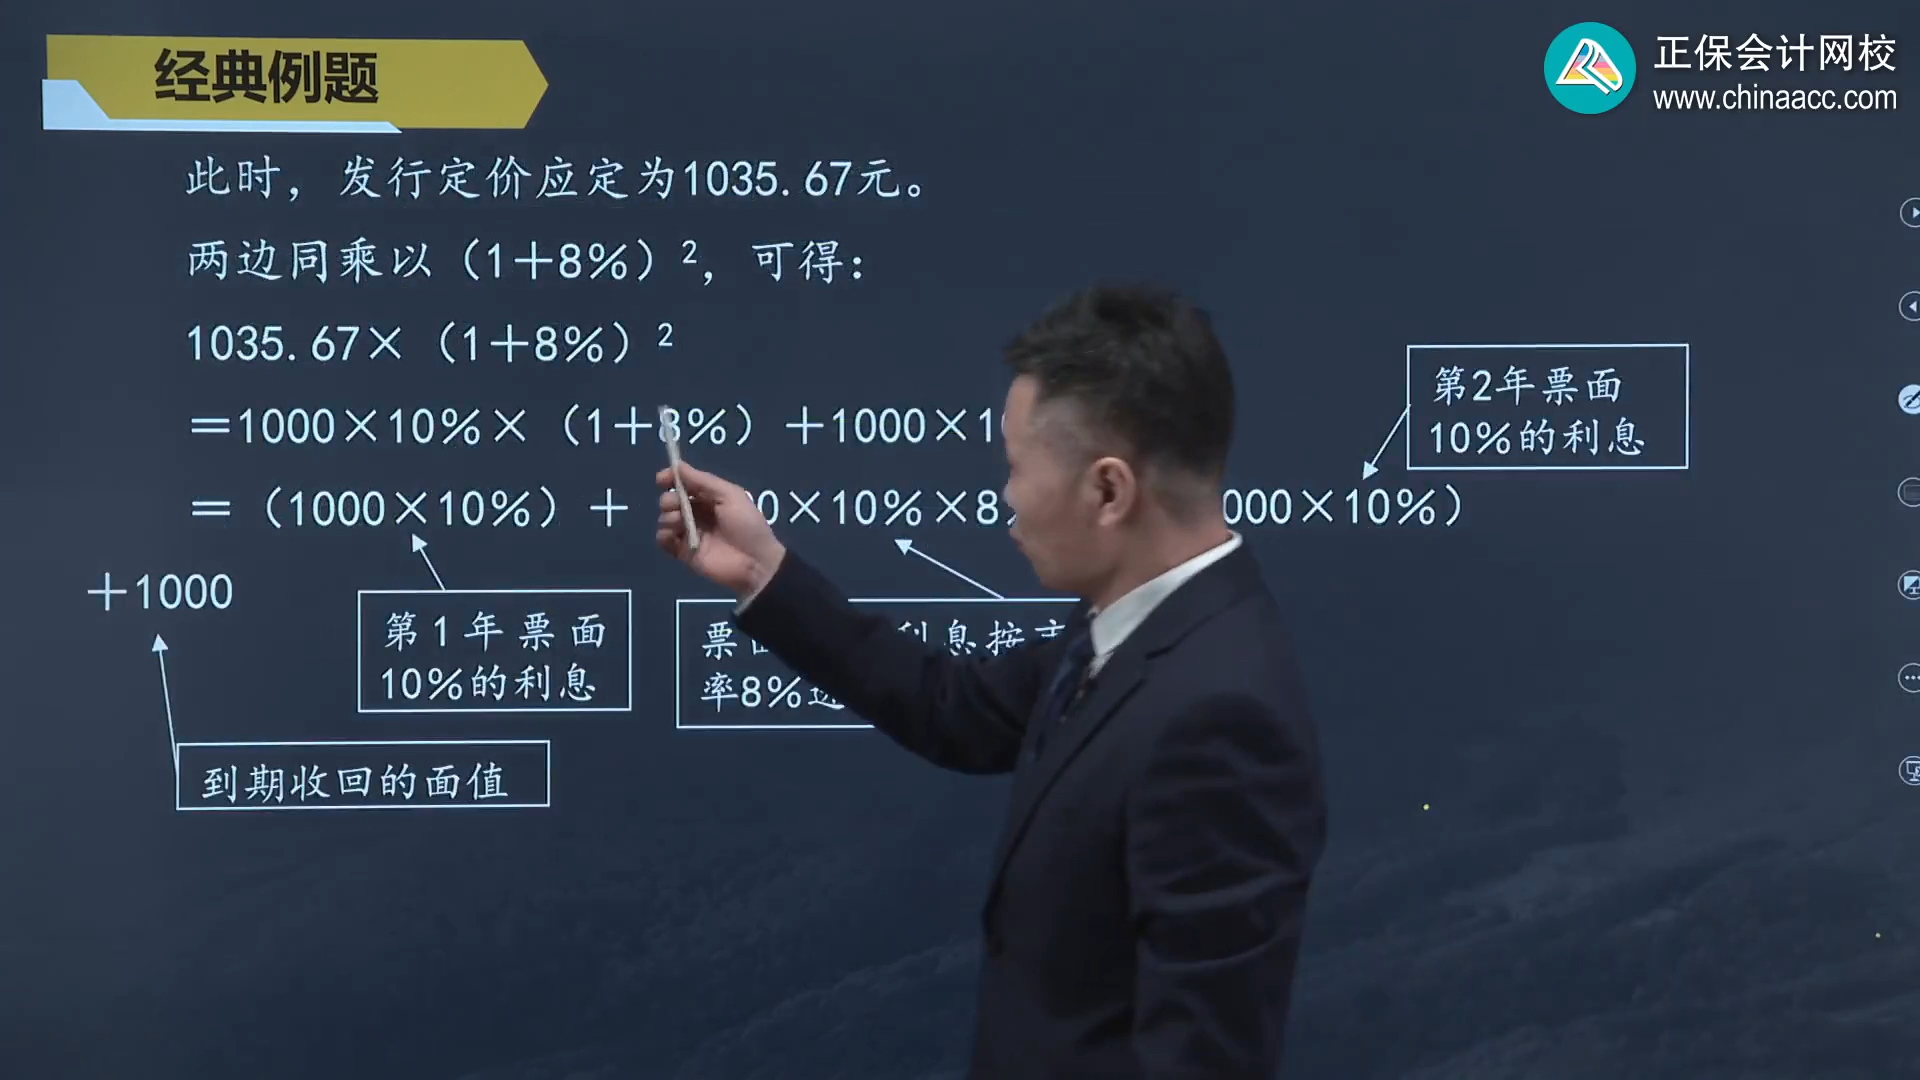 经典例题
正保会计网校
www.chinaacc.com
此时，发行定价应定为1035.67元。
两边同乘以（1＋8%）²，可得：
1035.67×（1＋8%）²
＝1000×10%×（1＋8%）＋1000×1
＝（1000×10%）＋ 0×10%×8 000×10%）
＋1000
第2年票面
10%的利息
第1年票面
10%的利息
票 利息按
率8%
到期收回的面值